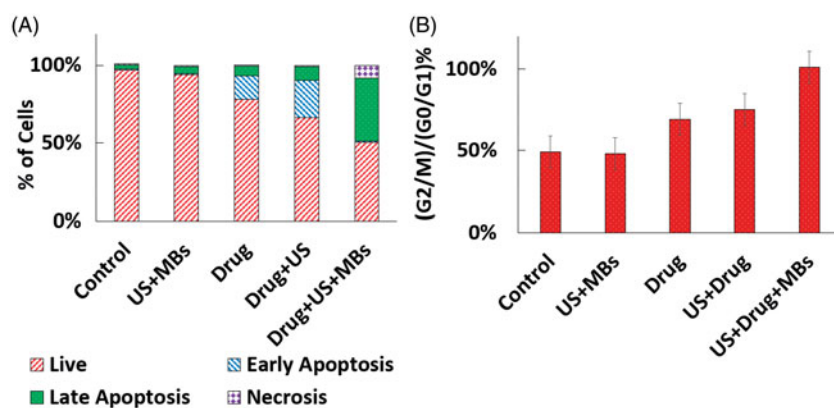 (A)
% of Cells
100%
50%
0%
Control
US+MBs
Drug
Drug+US
Drug+US+MBs
Live
Early Apoptosis
Late Apoptosis
Necrosis
(B)
(G2/M)/(G0/G1)%
100%
50%
0%
Control
US+MBs
Drug
US+Drug
US+Drug+MBs